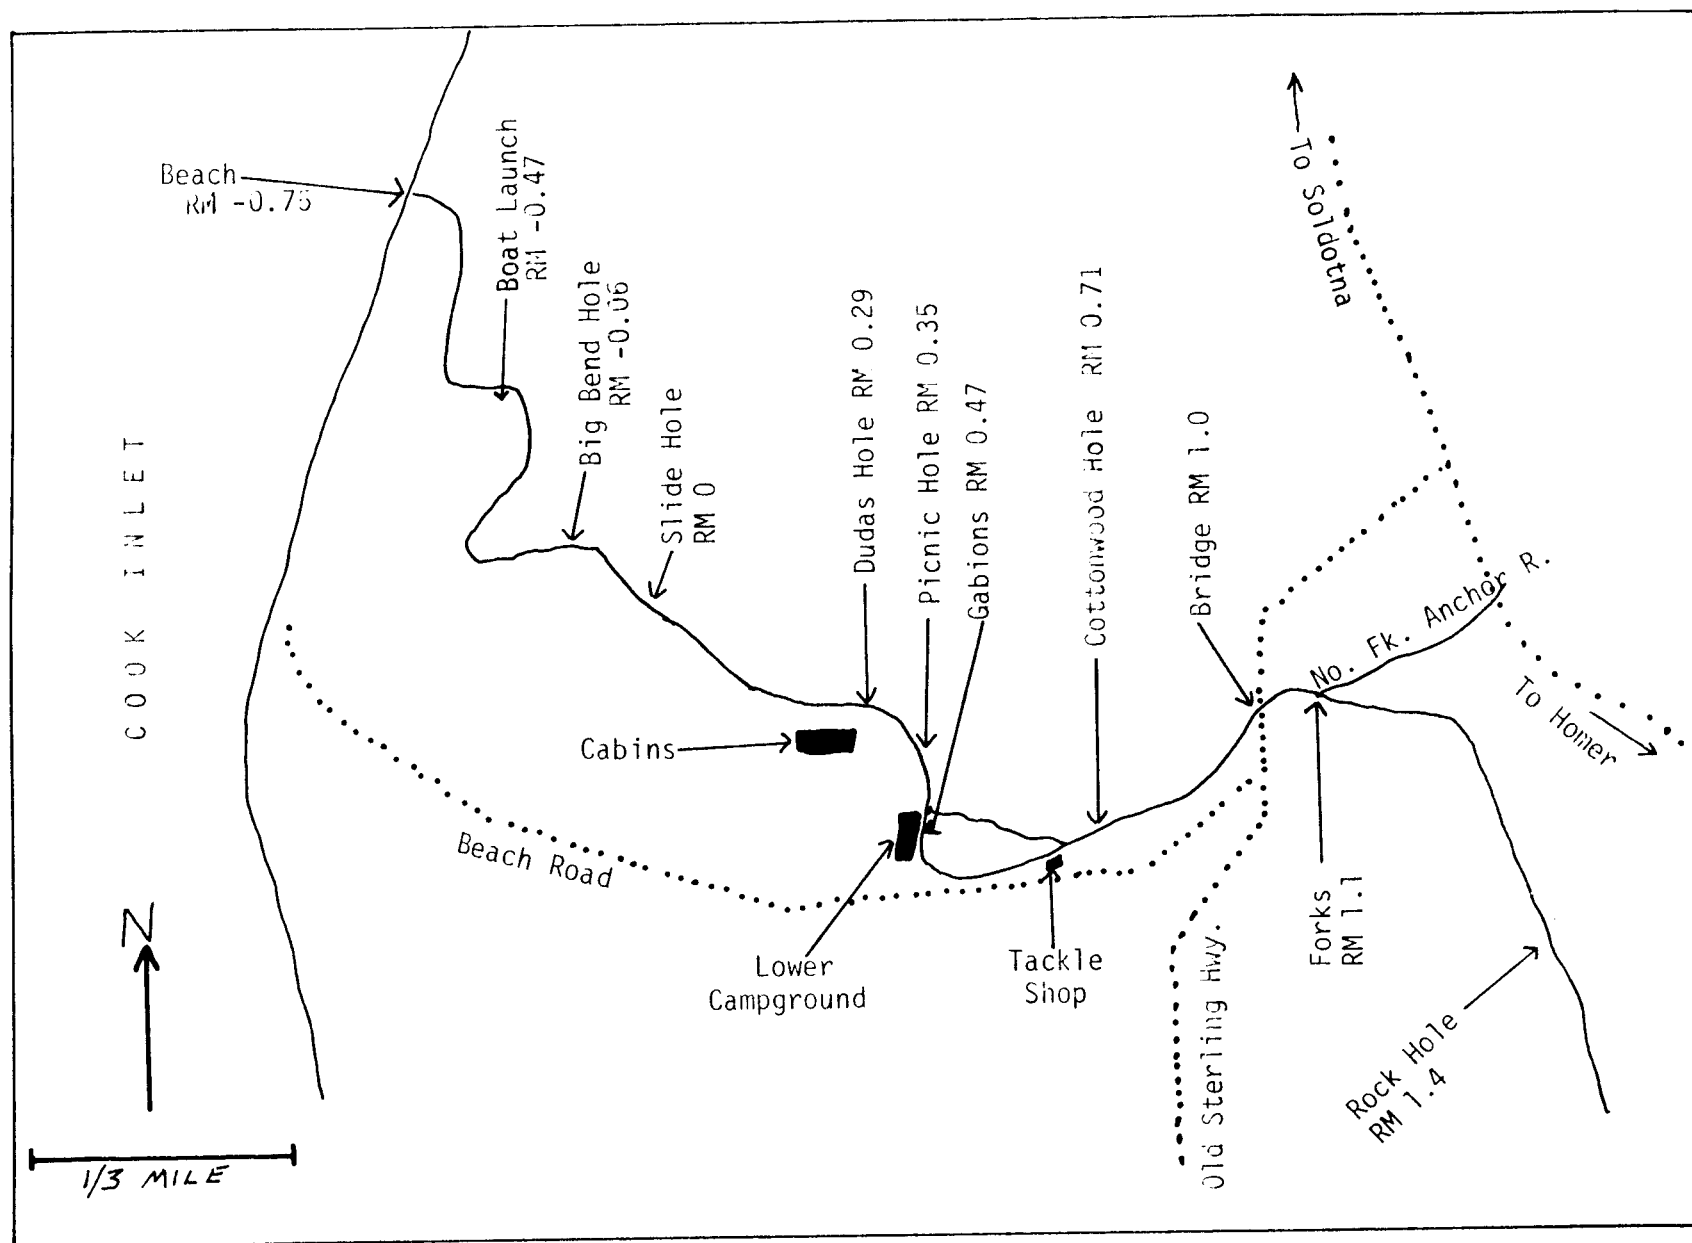 Beach
RM -0.76
Boat Launch
RM -0.47
Big Bend Hole
RM -0.06
Slide Hole
RM 0
Dudas Hole RM 0.29
Picnic Hole RM 0.35
Gabions RM 0.47
Cottonwood Hole RM 0.71
Bridge RM 1.0
To Soldotna
No. Fk. Anchor R.
To Homer
COOK INLET
Cabins
Beach Road
Lower
Campground
Tackle
Shop
Old Sterling Hwy.
Forks
RM 1.1
Rock Hole
RM 1.4
N
1/3 MILE